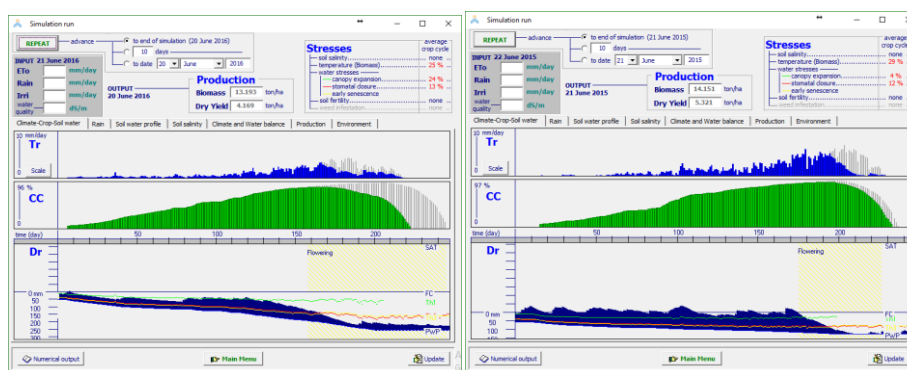 Simulation run
REPEAT
advance
to end of simulation (20 June 2016)
10 days
to date 20 June 2016
INPUT 21 June 2016
ETo mm/day
Rain mm/day
Irri mm/day
water quality dS/m
OUTPUT
20 June 2016
Production
Biomass 13.193 ton/ha
Dry Yield 4.169 ton/ha
Stresses
average crop cycle
soil salinity none
temperature (Biomass) 25 %
water stresses
canopy expansion 24 %
stomatal closure 13 %
early senescence
soil fertility none
weed infestation none
Climate-Crop-Soil water Rain Soil water profile Soil salinity Climate and Water balance Production Environment
10 mm/day
Tr
0
Scale
96 %
CC
0
time (day) 50 100 150 200
Dr
SAT
Flowering
0 mm
FC
50
100
150
200
250
PWP
Numerical output
Main Menu
Update
Simulation run
REPEAT
advance
to end of simulation (21 June 2015)
10 days
to date 21 June 2015
INPUT 22 June 2015
ETo mm/day
Rain mm/day
Irri mm/day
water quality dS/m
OUTPUT
21 June 2015
Production
Biomass 14.151 ton/ha
Dry Yield 5.321 ton/ha
Stresses
average crop cycle
soil salinity none
temperature (Biomass) 29 %
water stresses
canopy expansion 4 %
stomatal closure 12 %
early senescence
soil fertility none
weed infestation none
Climate-Crop-Soil water Rain Soil water profile Soil salinity Climate and Water balance Production Environment
10 mm/day
Tr
0
Scale
97 %
CC
0
time (day) 50 100 150 200
Dr
SAT
Flowering
0 mm
FC
50
100
PWP
Numerical output
Main Menu
Update